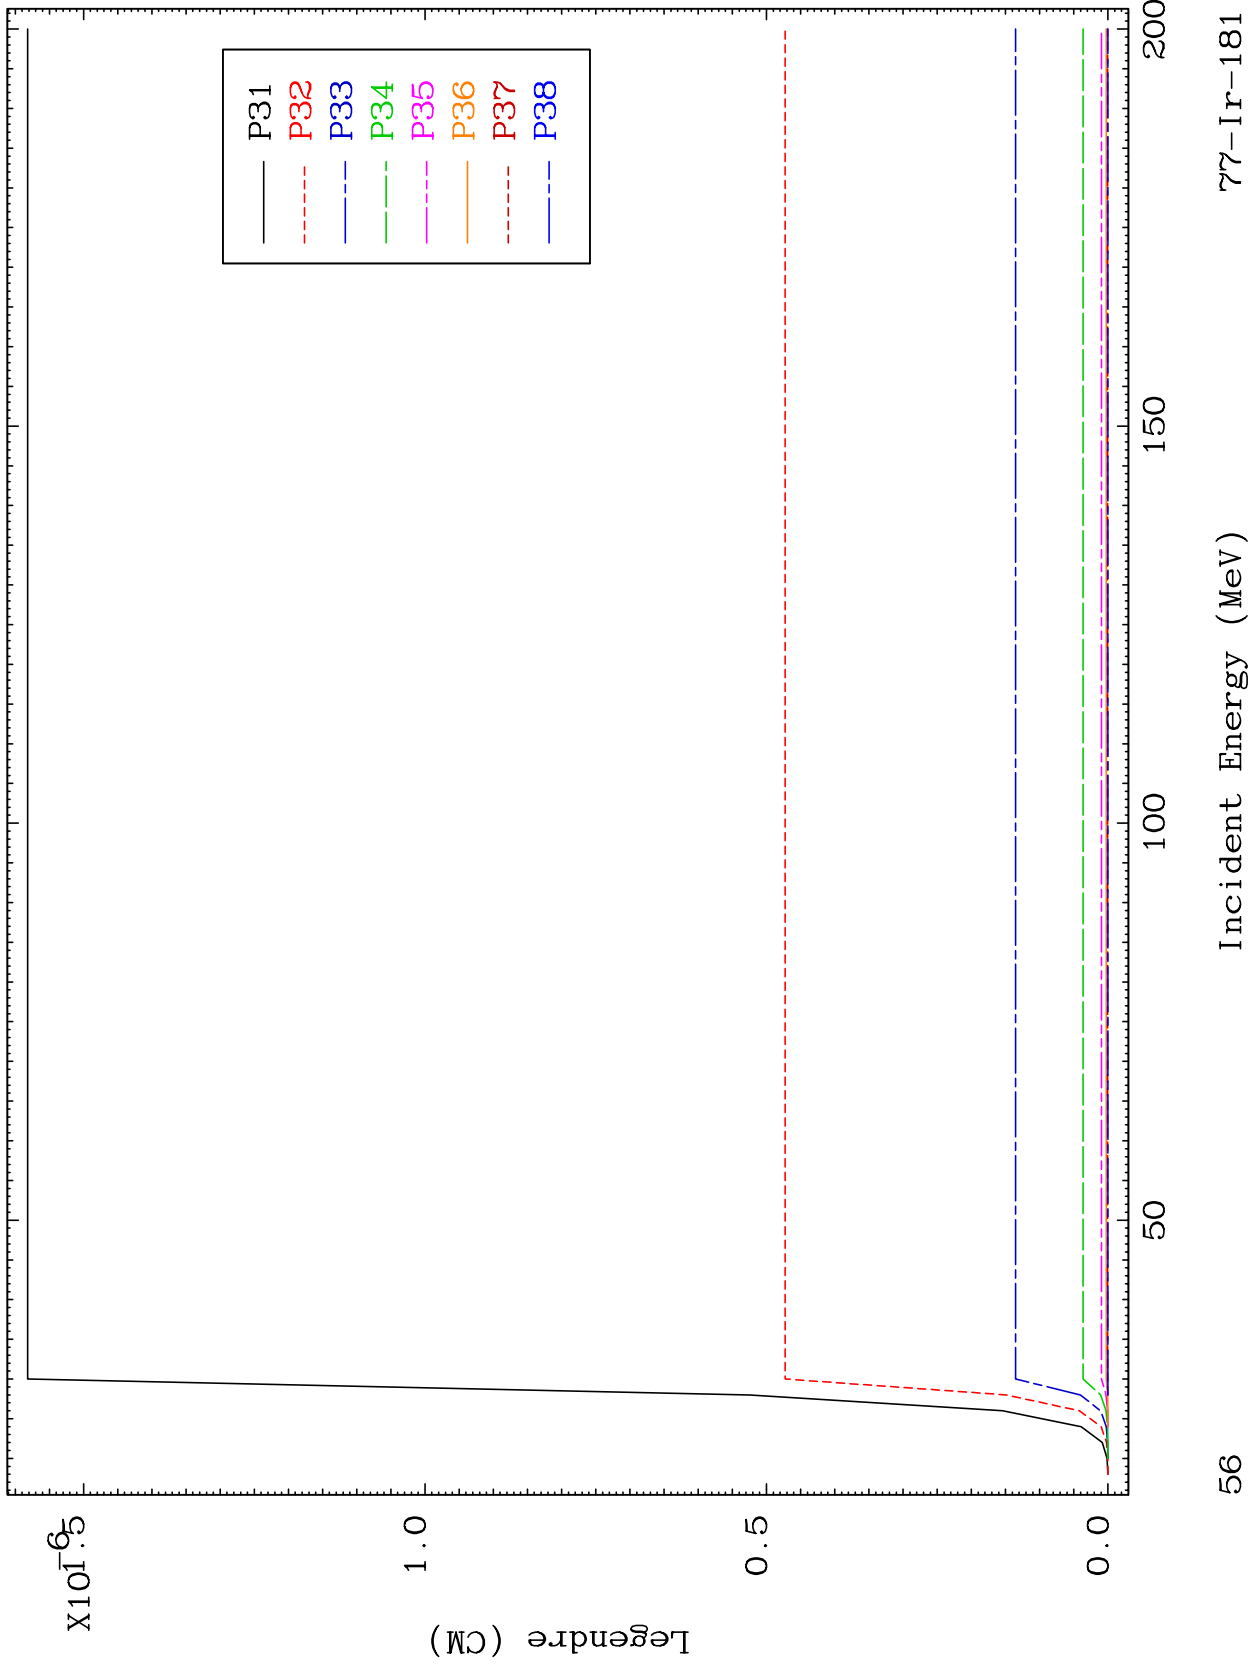 X10-6
1.5
1.0
0.5
0.0
Legendre (CM)
P31
P32
P33
P34
P35
P36
P37
P38
50
100
150
200
Incident Energy (MeV)
56
77-Ir-181